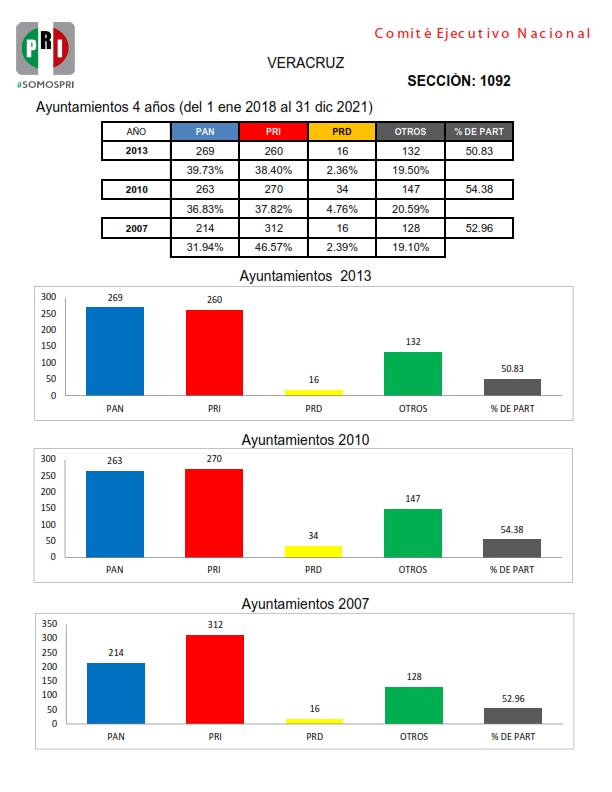 PRI
#SOMOSPRI
Comité Ejecutivo Nacional
VERACRUZ
SECCIÓN: 1092
Ayuntamientos 4 años (del 1 ene 2018 al 31 dic 2021)
AÑO PAN PRI PRD OTROS % DE PART
2013 269 260 16 132 50.83
39.73% 38.40% 2.36% 19.50%
2010 263 270 34 147 54.38
36.83% 37.82% 4.76% 20.59%
2007 214 312 16 128 52.96
31.94% 46.57% 2.39% 19.10%
Ayuntamientos 2013
300
250
200
150
100
50
0
269 260 16 132 50.83
PAN PRI PRD OTROS % DE PART
Ayuntamientos 2010
300
250
200
150
100
50
0
263 270 34 147 54.38
PAN PRI PRD OTROS % DE PART
Ayuntamientos 2007
350
300
250
200
150
100
50
0
214 312 16 128 52.96
PAN PRI PRD OTROS % DE PART